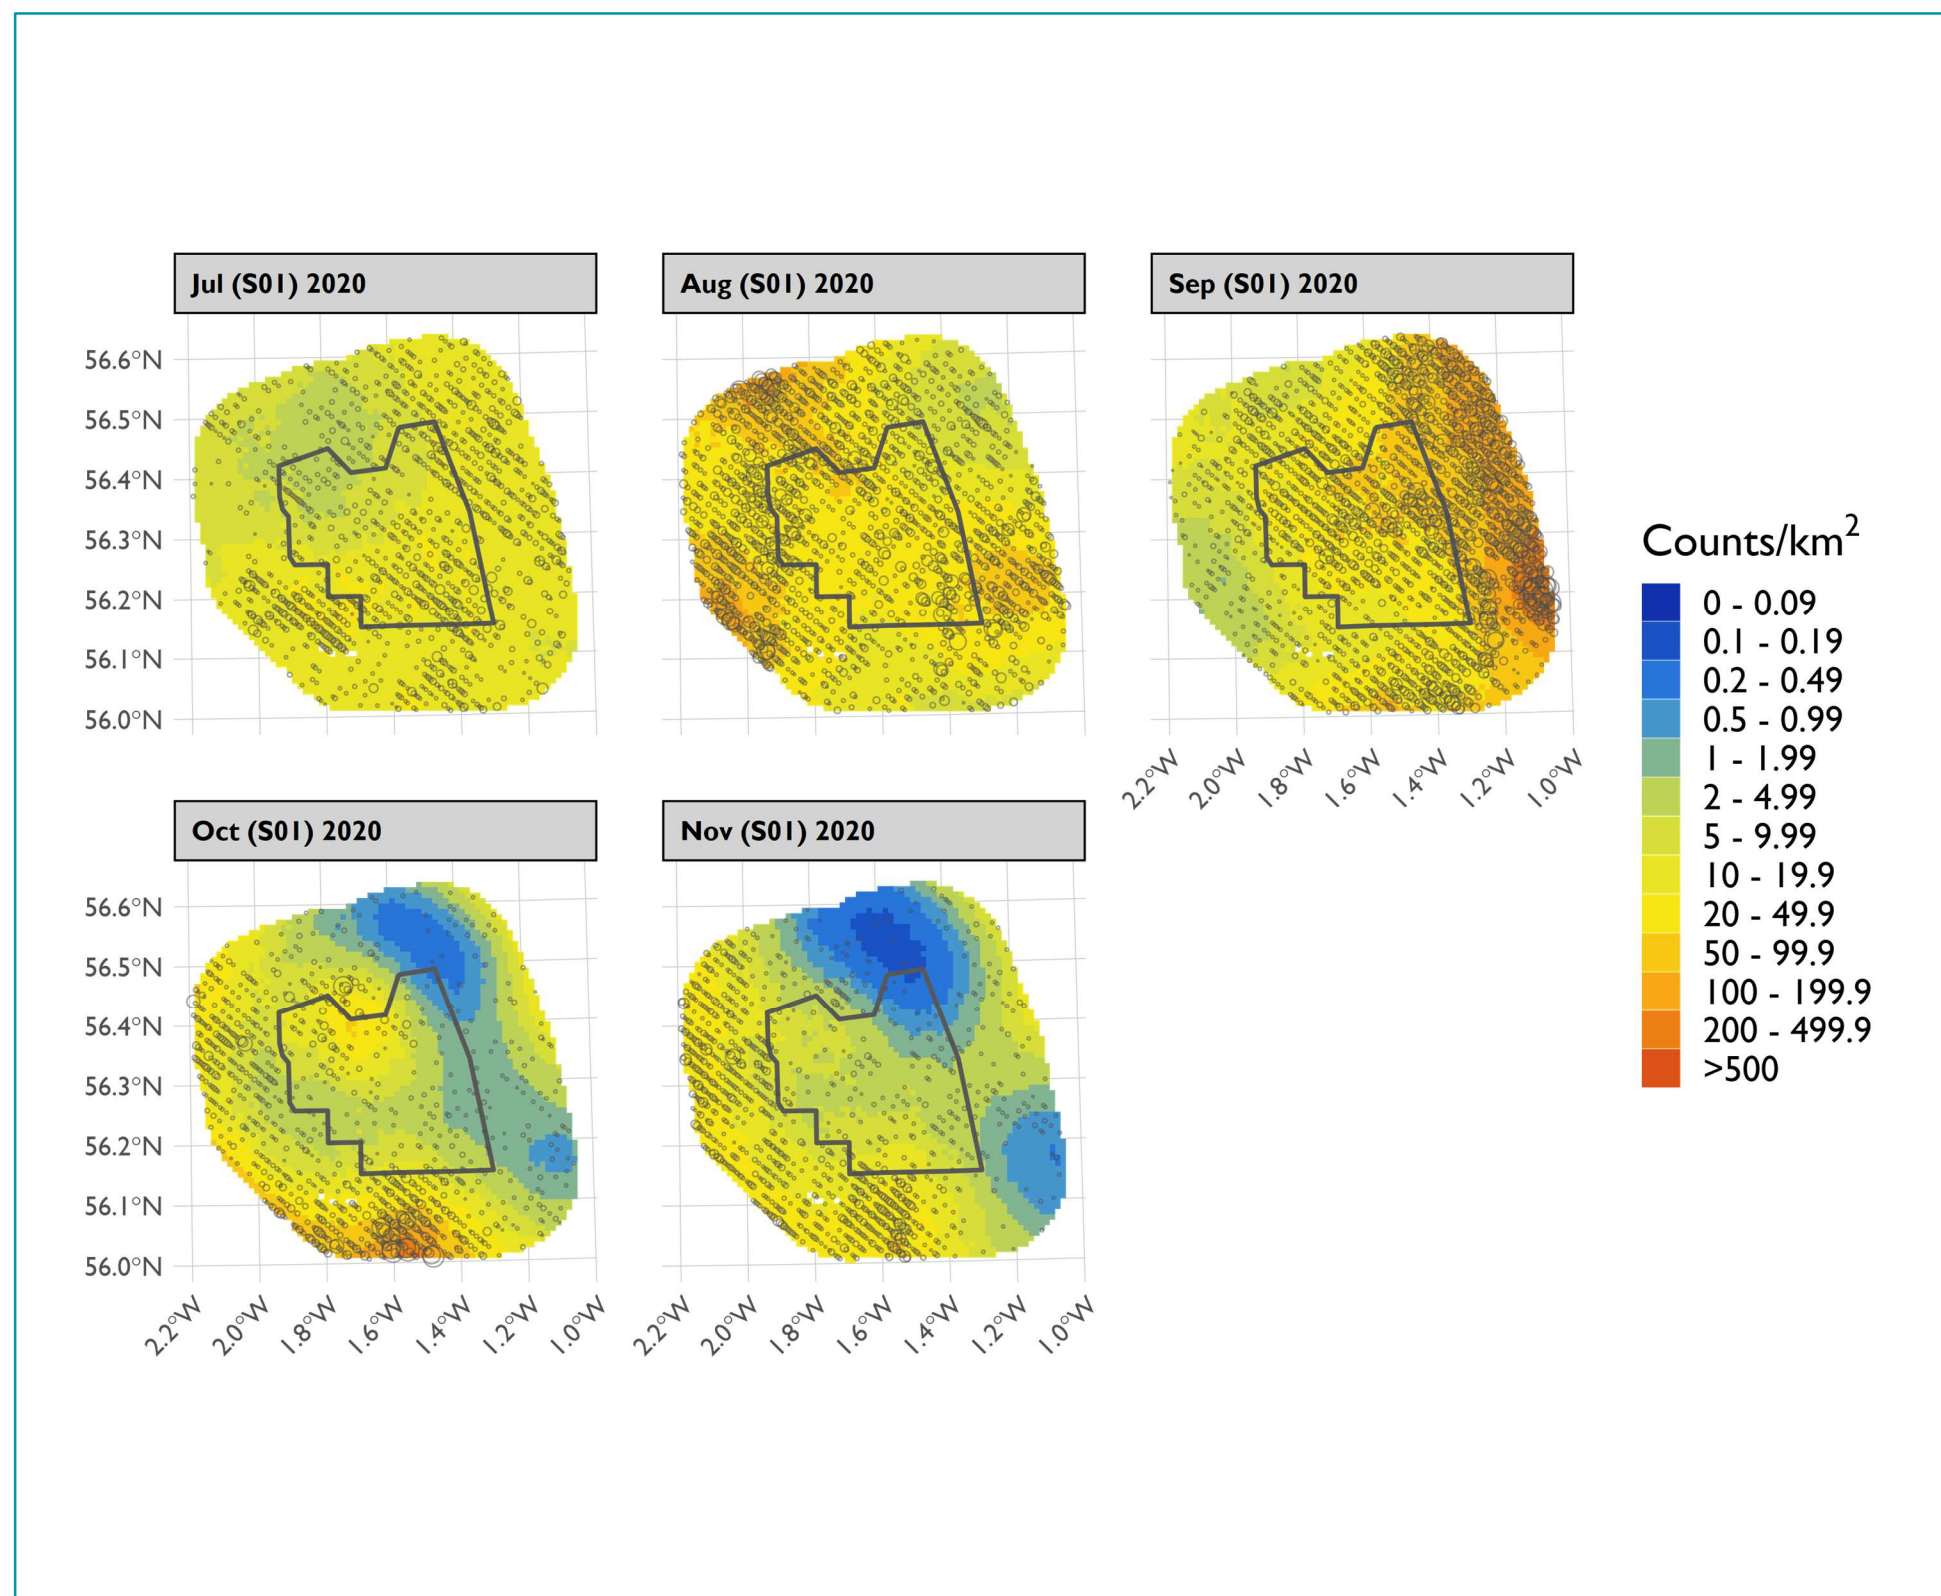 Jul (S01) 2020
Aug (S01) 2020
Sep (S01) 2020
56.6°N
56.5°N
56.4°N
56.3°N
56.2°N
56.1°N
56.0°N
2.2°W
2.0°W
1.8°W
1.6°W
1.4°W
1.2°W
1.0°W
Oct (S01) 2020
Nov (S01) 2020
56.6°N
56.5°N
56.4°N
56.3°N
56.2°N
56.1°N
56.0°N
2.2°W
2.0°W
1.8°W
1.6°W
1.4°W
1.2°W
1.0°W
2.2°W
2.0°W
1.8°W
1.6°W
1.4°W
1.2°W
1.0°W
Counts/km²
0 - 0.09
0.1 - 0.19
0.2 - 0.49
0.5 - 0.99
1 - 1.99
2 - 4.99
5 - 9.99
10 - 19.9
20 - 49.9
50 - 99.9
100 - 199.9
200 - 499.9
>500